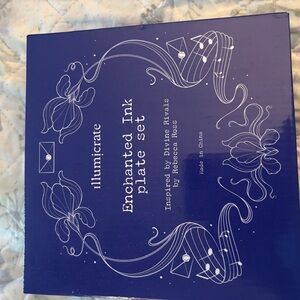 illumicrate
Enchanted Ink
plate set
Inspired by Divine Rivals
by Rebecca Ross
Made in China